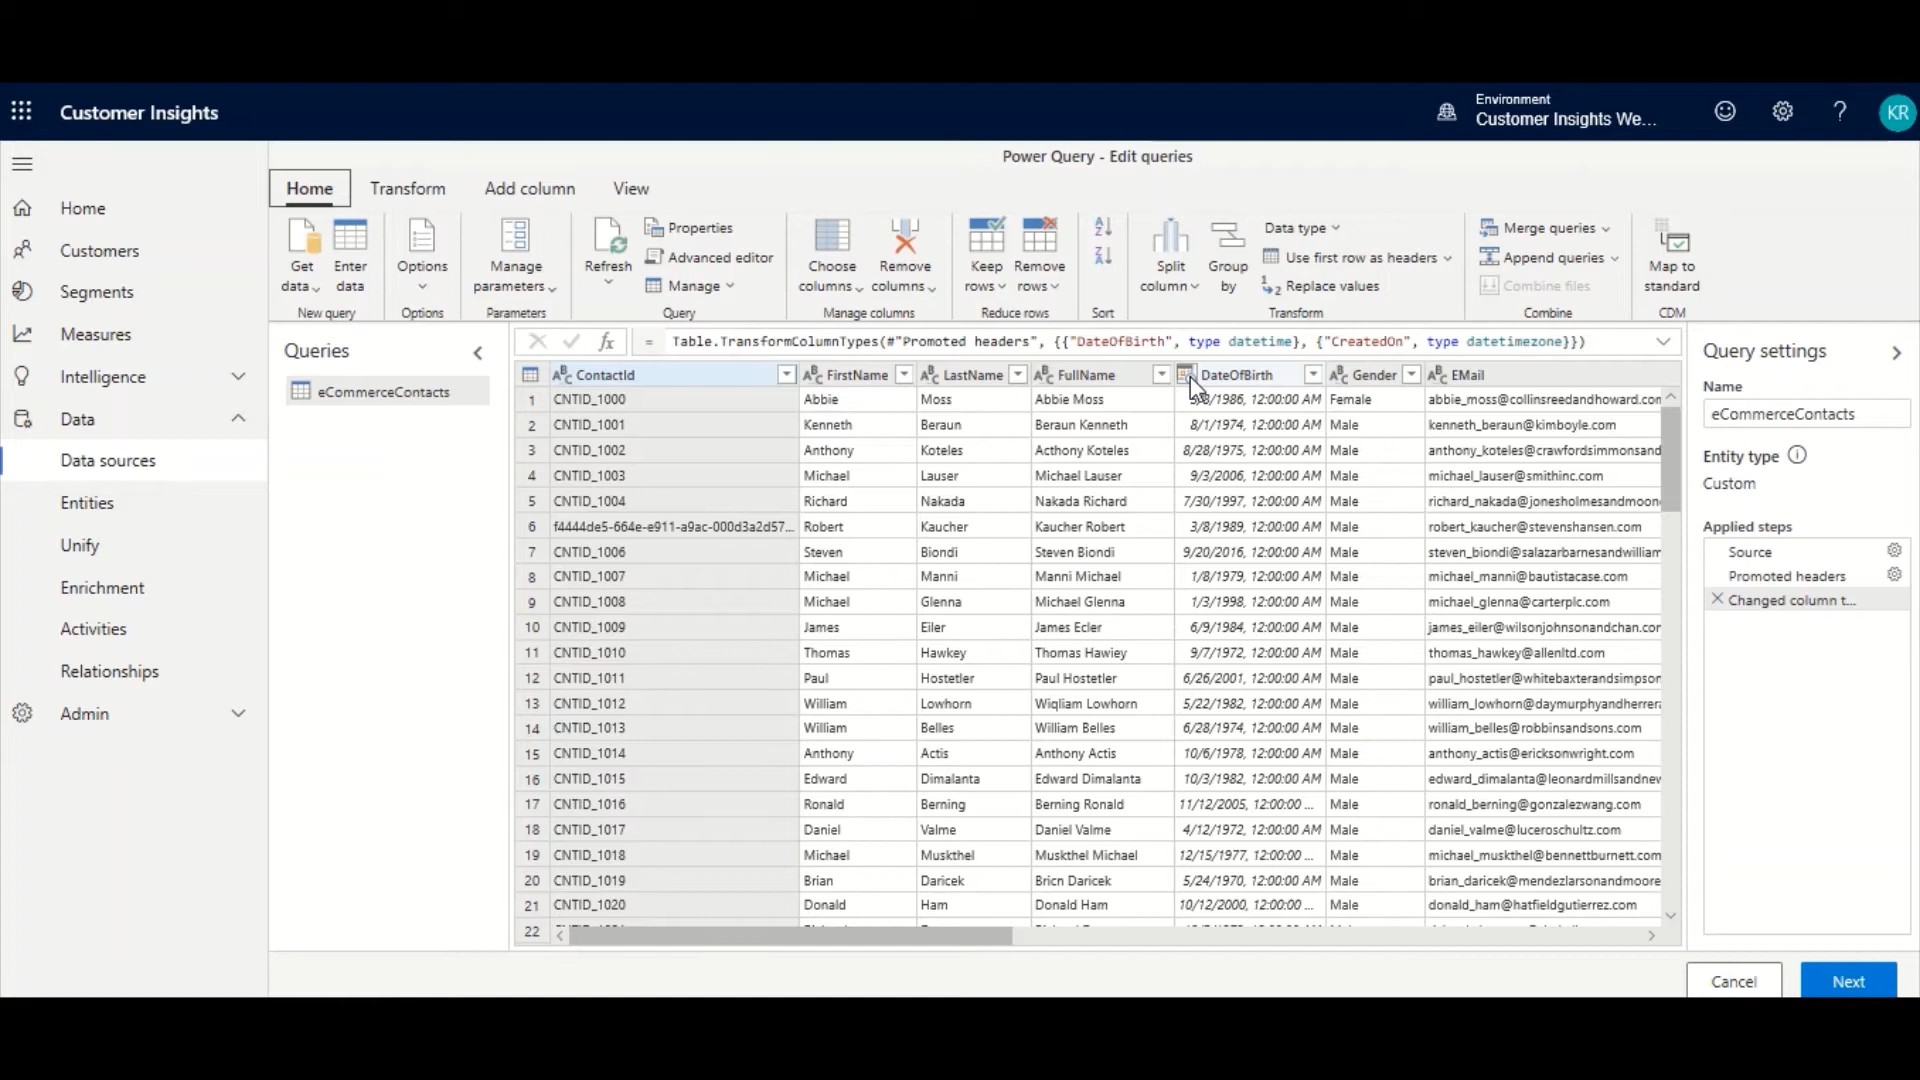 Customer Insights
Environment
Customer Insights We...
KR
Power Query - Edit queries
Home
Transform
Add column
View
Home
Customers
Segments
Measures
Intelligence
Data
Data sources
Entities
Unify
Enrichment
Activities
Relationships
Admin
Get data
Enter data
New query
Options
Options
Manage parameters
Parameters
Refresh
Properties
Advanced editor
Manage
Query
Choose columns
Remove columns
Manage columns
Keep rows
Remove rows
Reduce rows
Sort
Split column
Group by
Data type
Use first row as headers
Replace values
Transform
Merge queries
Append queries
Combine files
Combine
Map to standard
CDM
Queries
eCommerceContacts
fx = Table.TransformColumnTypes(#"Promoted headers", {{"DateOfBirth", type datetime}, {"CreatedOn", type datetimezone}})
ContactId FirstName LastName FullName DateOfBirth Gender EMail
1 CNTID_1000 Abbie Moss Abbie Moss /1986, 12:00:00 AM Female abbie_moss@collinsreedandhoward.com
2 CNTID_1001 Kenneth Beraun Beraun Kenneth 8/1/1974, 12:00:00 AM Male kenneth_beraun@kimboyle.com
3 CNTID_1002 Anthony Koteles Acthony Koteles 8/28/1975, 12:00:00 AM Male anthony_koteles@crawfordsimmonsand
4 CNTID_1003 Michael Lauser Michael Lauser 9/3/2006, 12:00:00 AM Male michael_lauser@smithinc.com
5 CNTID_1004 Richard Nakada Nakada Richard 7/30/1997, 12:00:00 AM Male richard_nakada@jonesholmesandmoon
6 f4444de5-664e-e911-a9ac-000d3a2d57... Robert Kaucher Kaucher Robert 3/8/1989, 12:00:00 AM Male robert_kaucher@stevenshansen.com
7 CNTID_1006 Steven Biondi Steven Biondi 9/20/2016, 12:00:00 AM Male steven_biondi@salazarbarnesandwilliam
8 CNTID_1007 Michael Manni Manni Michael 1/8/1979, 12:00:00 AM Male michael_manni@bautistacase.com
9 CNTID_1008 Michael Glenna Michael Glenna 1/3/1998, 12:00:00 AM Male michael_glenna@carterplc.com
10 CNTID_1009 James Eiler James Ecler 6/9/1984, 12:00:00 AM Male james_eiler@wilsonjohnsonandchan.cor
11 CNTID_1010 Thomas Hawkey Thomas Hawiey 9/7/1972, 12:00:00 AM Male thomas_hawkey@allenltd.com
12 CNTID_1011 Paul Hostetler Paul Hostetler 6/26/2001, 12:00:00 AM Male paul_hostetler@whitebaxterandsimpson
13 CNTID_1012 William Lowhorn Wiqliam Lowhorn 5/22/1982, 12:00:00 AM Male william_lowhorn@daymurphyandherrera
14 CNTID_1013 William Belles William Belles 6/28/1974, 12:00:00 AM Male william_belles@robbinsandsons.com
15 CNTID_1014 Anthony Actis Anthony Actis 10/6/1978, 12:00:00 AM Male anthony_actis@ericksonwright.com
16 CNTID_1015 Edward Dimalanta Edward Dimalanta 10/3/1982, 12:00:00 AM Male edward_dimalanta@leonardmillsandnev
17 CNTID_1016 Ronald Berning Berning Ronald 11/12/2005, 12:00:00 ... Male ronald_berning@gonzalezwang.com
18 CNTID_1017 Daniel Valme Daniel Valme 4/12/1972, 12:00:00 AM Male daniel_valme@luceroschultz.com
19 CNTID_1018 Michael Muskthel Muskthel Michael 12/15/1977, 12:00:00 ... Male michael_muskthel@bennettburnett.com
20 CNTID_1019 Brian Daricek Bricn Daricek 5/24/1970, 12:00:00 AM Male brian_daricek@mendezlarsonandmoore
21 CNTID_1020 Donald Ham Donald Ham 10/12/2000, 12:00:00 ... Male donald_ham@hatfieldgutierrez.com
22
Query settings
Name
eCommerceContacts
Entity type
Custom
Applied steps
Source
Promoted headers
Changed column t...
Cancel
Next